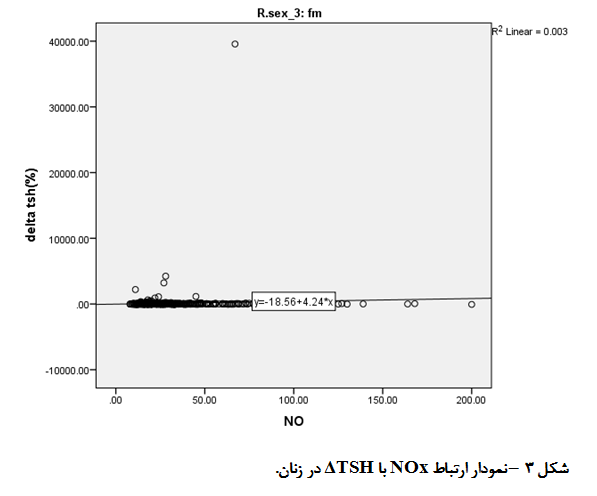 R.sex_3: fm
R² Linear = 0.003
40000.00
30000.00
20000.00
10000.00
.00
-10000.00
delta tsh(%)
y=-18.56+4.24*x
.00 50.00 100.00 150.00 200.00
NO
شکل ۳ –نمودار ارتباط NOx با ΔTSH در زنان.